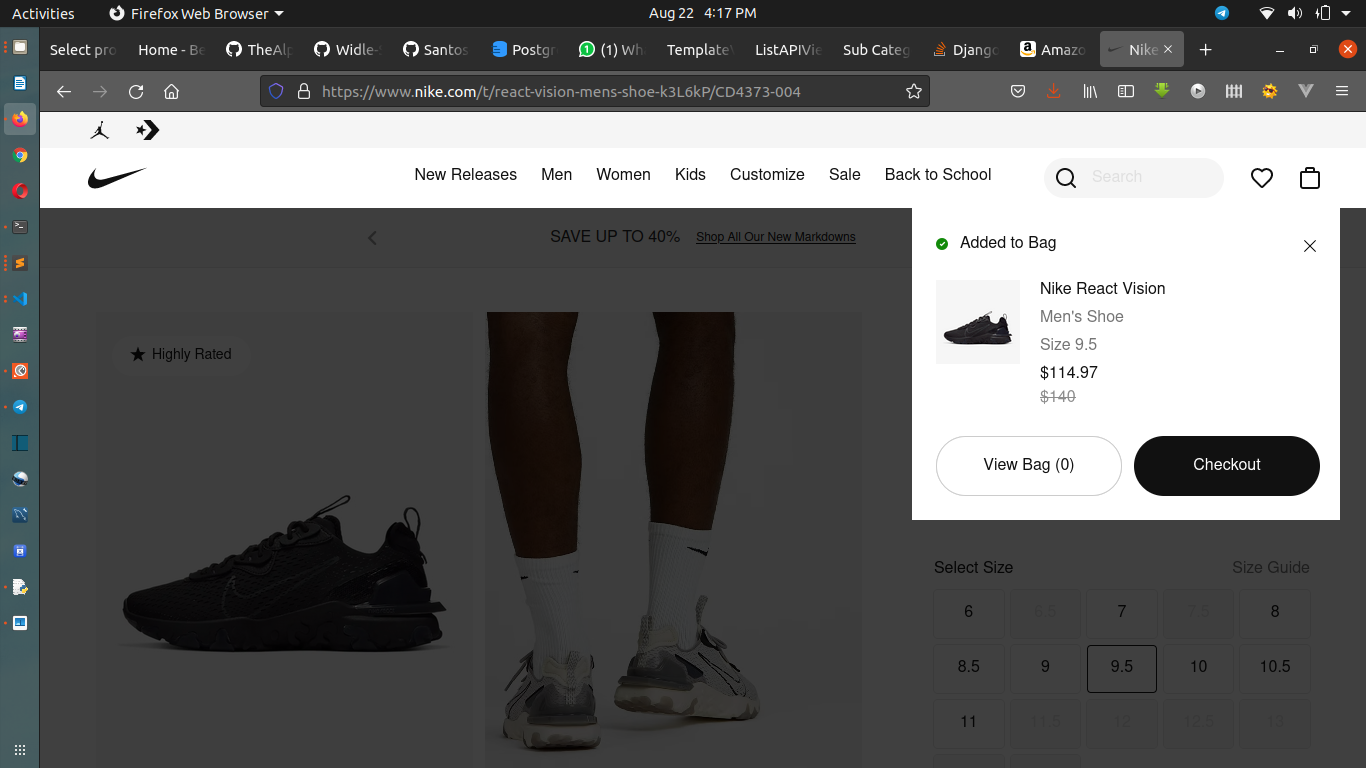 Activities Firefox Web Browser Aug 22 4:17 PM
Select pro Home - Be TheAlp Widle- Santos Postgr (1) Wh Template ListAPIVie Sub Categ Django Amazo Nike
https://www.nike.com/t/react-vision-mens-shoe-k3L6kP/CD4373-004
New Releases Men Women Kids Customize Sale Back to School Search
SAVE UP TO 40% Shop All Our New Markdowns
Added to Bag
Nike React Vision
Men's Shoe
Size 9.5
$114.97
$140
View Bag (0) Checkout
Highly Rated
Select Size Size Guide
6 6.5 7 7.5 8
8.5 9 9.5 10 10.5
11 11.5 12 12.5 13